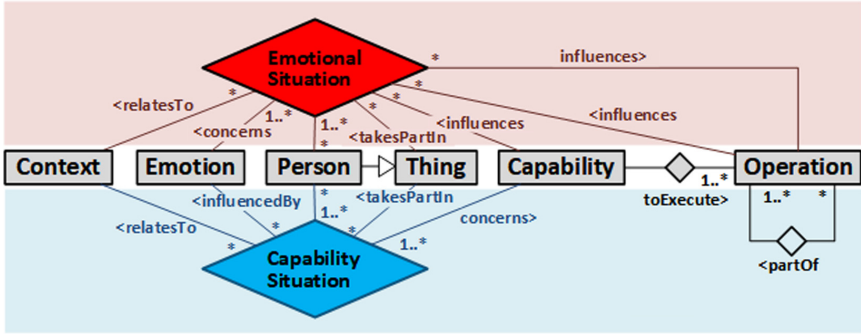 Emotional
Situation
*
influences>
*
*
*
*
<relatesTo
1..*
1..*
<concerns
*
<takesPartIn
<influences
<influences
Context
Emotion
Person
Thing
Capability
Operation
1..*
toExecute>
*
<influencedBy
1..*
<takesPartIn
<relatesTo
concerns>
*
*
*
1..*
1..*
*
<partOf
Capability
Situation